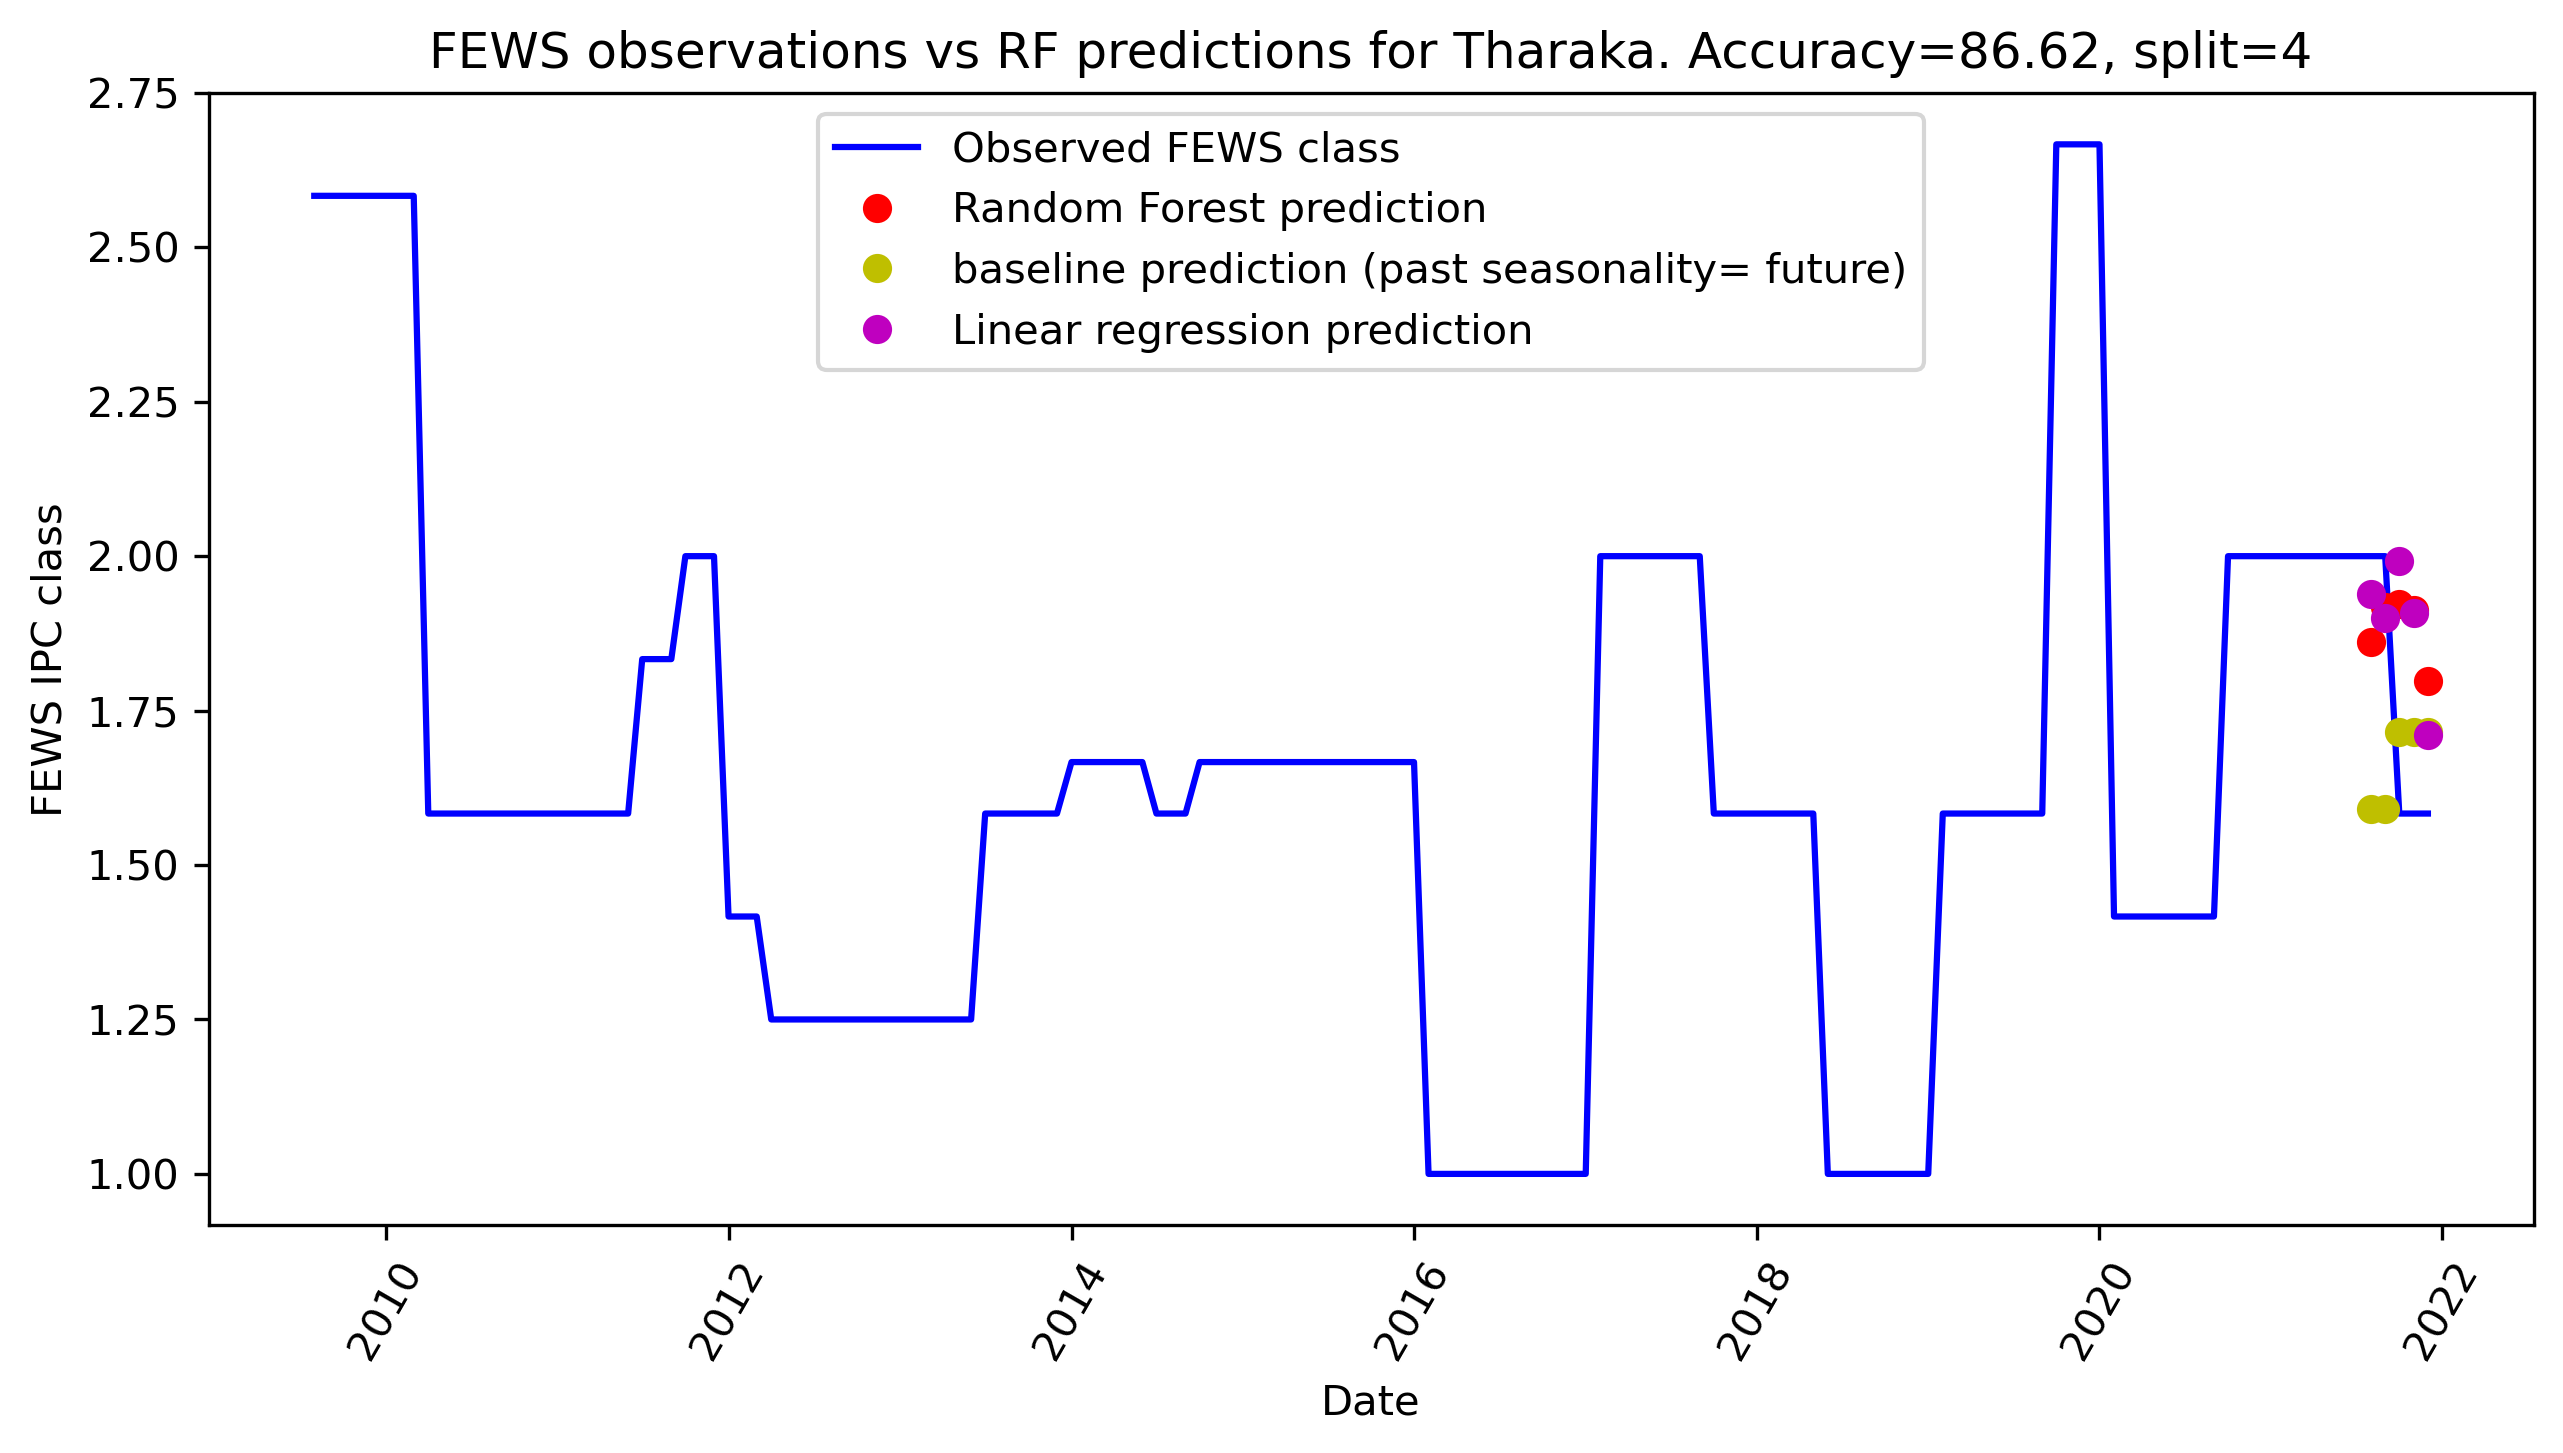 FEWS observations vs RF predictions for Tharaka. Accuracy=86.62, split=4
2.75
2.50
2.25
2.00
1.75
1.50
1.25
1.00
FEWS IPC class
Observed FEWS class
Random Forest prediction
baseline prediction (past seasonality= future)
Linear regression prediction
2010
2012
2014
2016
2018
2020
2022
Date